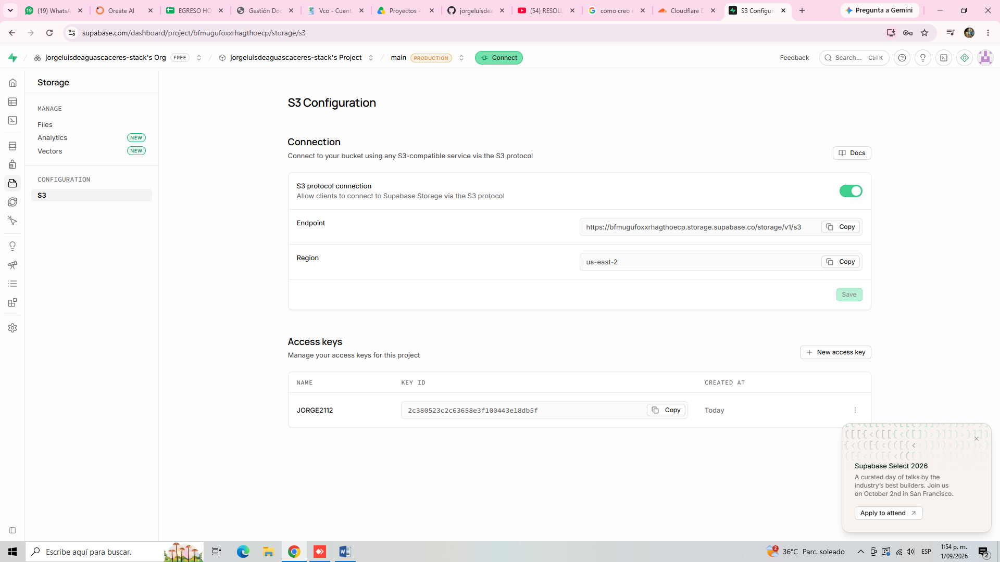 (19) WhatsA
Oreate AI
EGRESO HO
Gestión Doc
Vco - Cuent
Proyectos -
jorgeluisdea
(54) RESOLU
como creo e
Cloudflare D
S3 Configur
Pregunta a Gemini
supabase.com/dashboard/project/bfmugufoxxrhagthoecp/storage/s3
jorgeluisdeaguascaceres-stack's Org FREE
jorgeluisdeaguascaceres-stack's Project
main PRODUCTION
Connect
Feedback
Search... Ctrl K
Storage
MANAGE
Files
Analytics NEW
Vectors NEW
CONFIGURATION
S3
S3 Configuration
Connection
Connect to your bucket using any S3-compatible service via the S3 protocol
Docs
S3 protocol connection
Allow clients to connect to Supabase Storage via the S3 protocol
Endpoint
https://bfmugufoxxrhagthoecp.storage.supabase.co/storage/v1/s3 Copy
Region
us-east-2 Copy
Save
Access keys
Manage your access keys for this project
New access key
NAME KEY ID CREATED AT
JORGE2112 2c380523c2c63658e3f100443e18db5f Copy Today
Supabase Select 2026
A curated day of talks by the
industry's best builders. Join us
on October 2nd in San Francisco.
Apply to attend
Escribe aquí para buscar.
2
36°C Parc. soleado
ESP
1:54 p. m.
1/09/2026
2